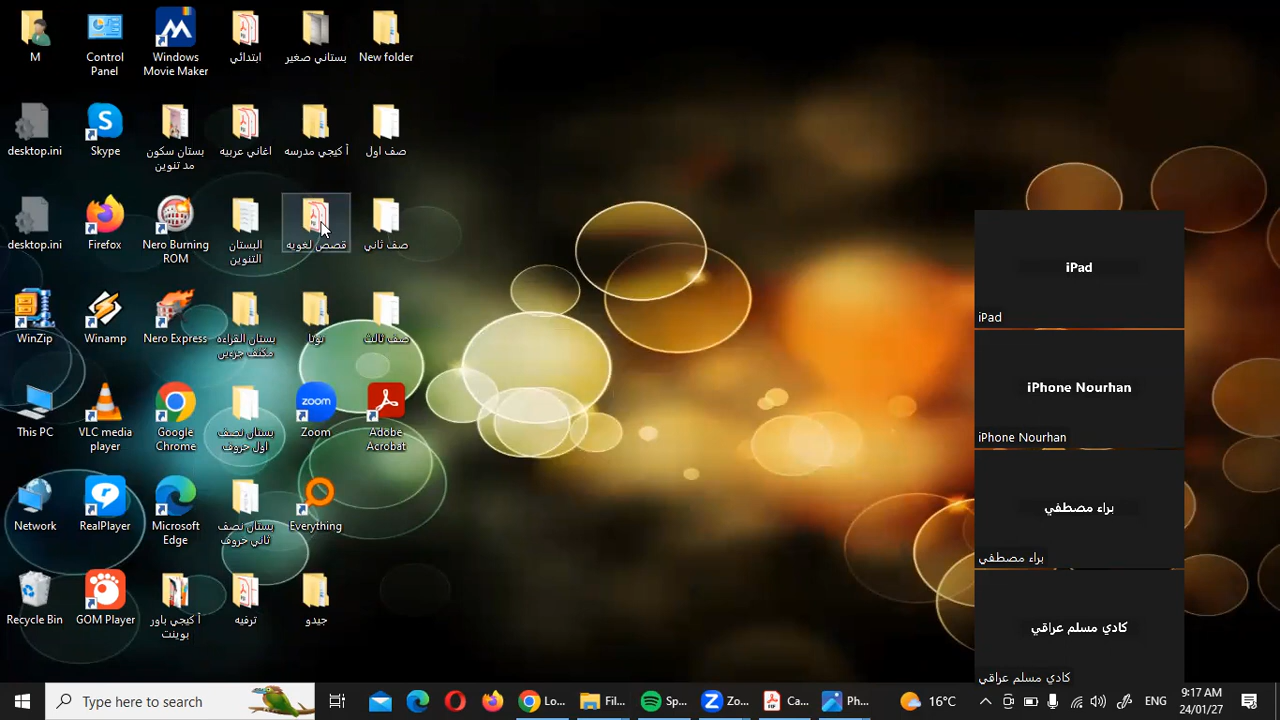 M
Control
Panel
Windows
Movie Maker
ابتدائي
بستاني صغير
New folder
desktop.ini
Skype
بستان سكون
مد تنوين
اغاني عربيه
أ كيجي مدرسه
صف اول
desktop.ini
Firefox
Nero Burning
ROM
البستان
التنوين
قصص لغويه
صف ثاني
WinZip
Winamp
Nero Express
بستان القراءه
مكثف جزءين
يوتا
صف ثالث
This PC
VLC media
player
Google
Chrome
بستان نصف
اول حروف
zoom
Zoom
Adobe
Acrobat
Network
RealPlayer
Microsoft
Edge
بستان نصف
ثاني حروف
Everything
Recycle Bin
GOM Player
أ كيجي باور
بوينت
ترفيه
جيدو
iPad
iPad
iPhone Nourhan
iPhone Nourhan
براء مصطفي
براء مصطفي
كادي مسلم عراقي
كادي مسلم عراقي
Type here to search
Lo...
Fil...
Sp...
Zo...
Ca...
Ph...
16°C
ENG
9:17 AM
24/01/27